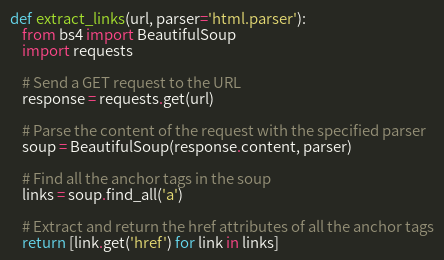 def extract_links(url, parser='html.parser'):
from bs4 import BeautifulSoup
import requests
# Send a GET request to the URL
response = requests.get(url)
# Parse the content of the request with the specified parser
soup = BeautifulSoup(response.content, parser)
# Find all the anchor tags in the soup
links = soup.find_all('a')
# Extract and return the href attributes of all the anchor tags
return [link.get('href') for link in links]